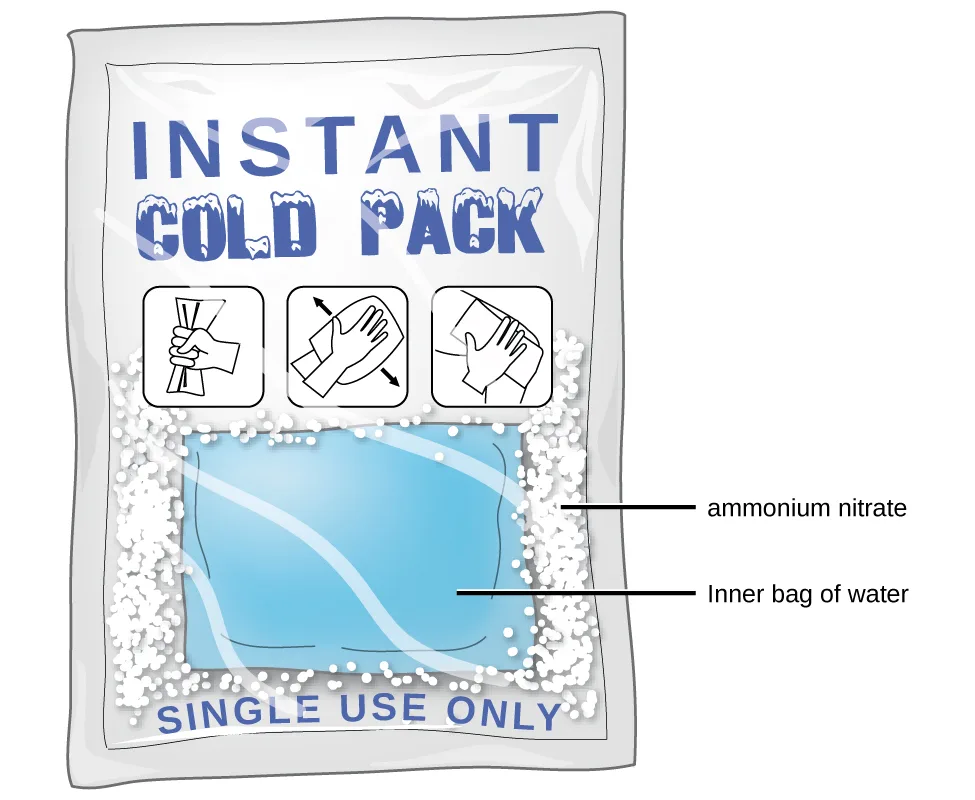 INSTANT
COLD PACK
ammonium nitrate
Inner bag of water
SINGLE USE ONLY